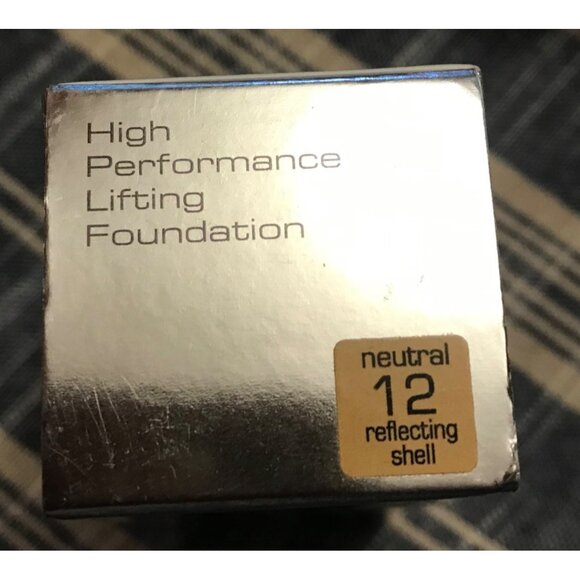 High
Performance
Lifting
Foundation
neutral
12
reflecting
shell